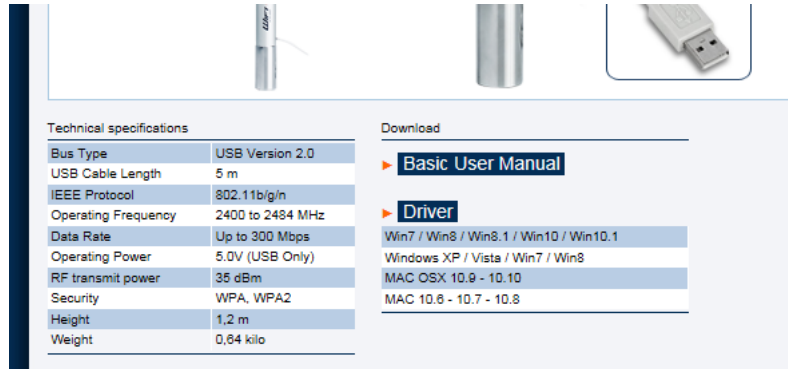 Technical specifications
Bus Type USB Version 2.0
USB Cable Length 5 m
IEEE Protocol 802.11b/g/n
Operating Frequency 2400 to 2484 MHz
Data Rate Up to 300 Mbps
Operating Power 5.0V (USB Only)
RF transmit power 35 dBm
Security WPA, WPA2
Height 1,2 m
Weight 0,64 kilo
Download
Basic User Manual
Driver
Win7 / Win8 / Win8.1 / Win10 / Win10.1
Windows XP / Vista / Win7 / Win8
MAC OSX 10.9 - 10.10
MAC 10.6 - 10.7 - 10.8